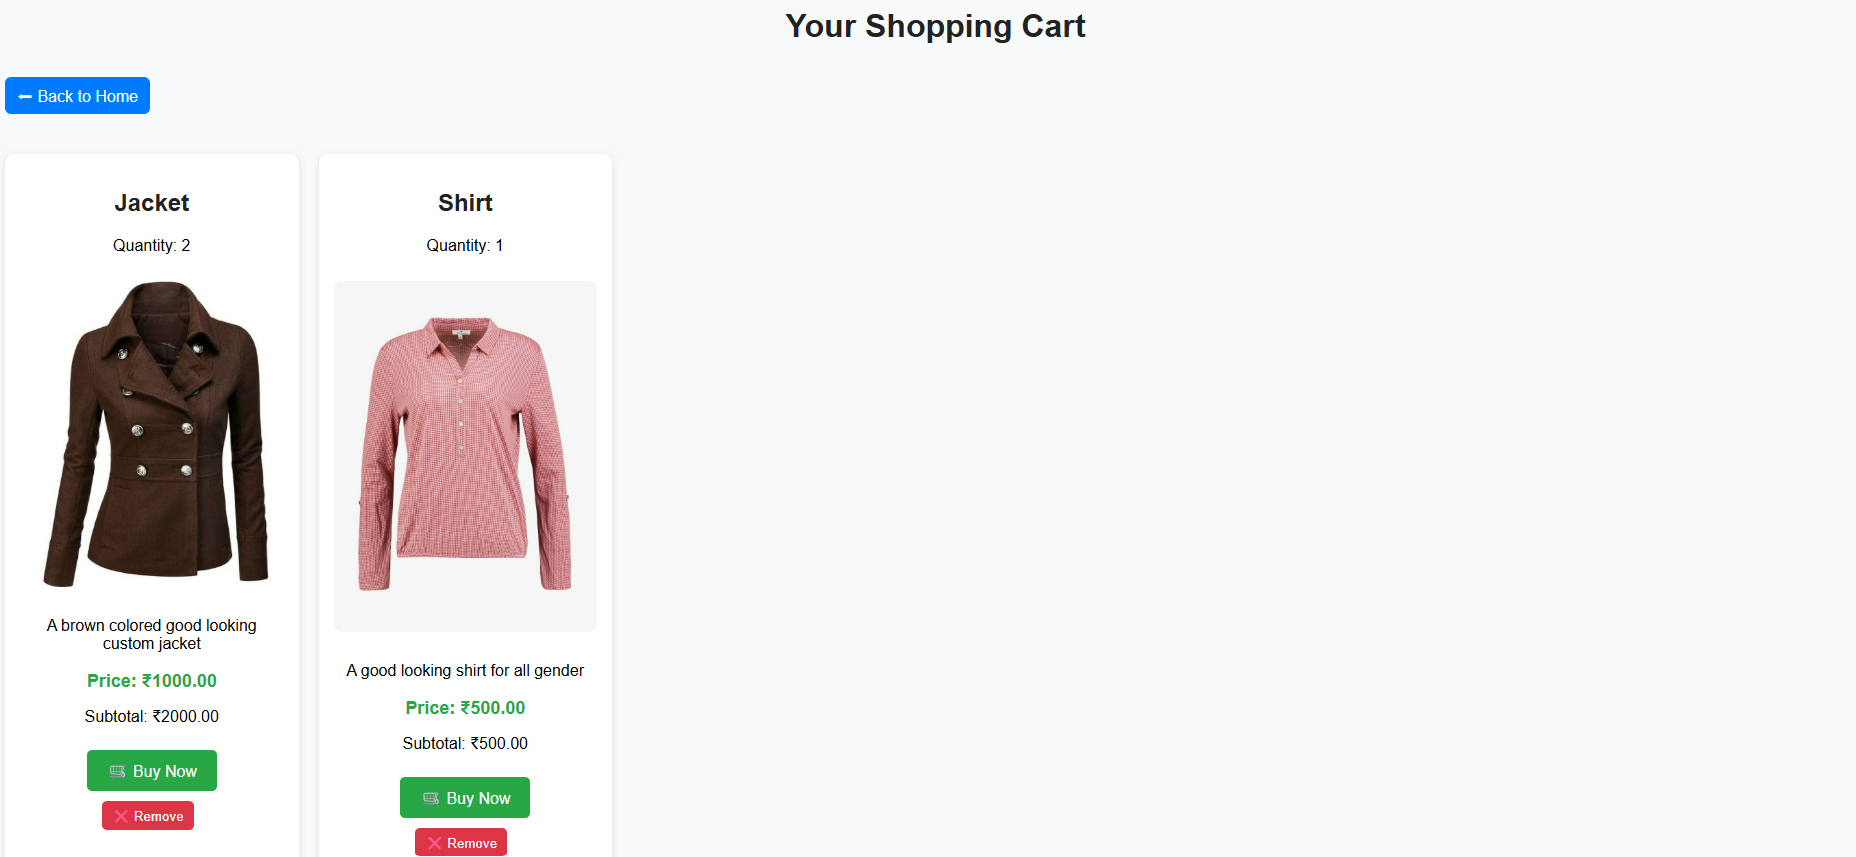 Your Shopping Cart
⬅ Back to Home
Jacket
Quantity: 2
A brown colored good looking
custom jacket
Price: ₹1000.00
Subtotal: ₹2000.00
🛒 Buy Now
❌ Remove
Shirt
Quantity: 1
A good looking shirt for all gender
Price: ₹500.00
Subtotal: ₹500.00
🛒 Buy Now
❌ Remove